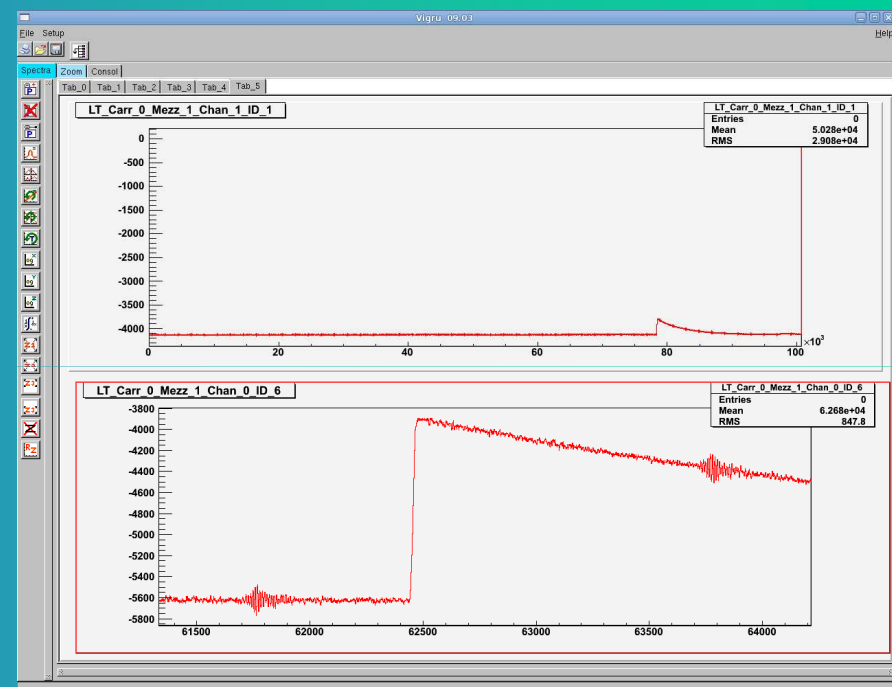 Vigru 09.03
File Setup Help
Spectra Zoom Consol
Tab_0 Tab_1 Tab_2 Tab_3 Tab_4 Tab_5
LT_Carr_0_Mezz_1_Chan_1_ID_1
LT_Carr_0_Mezz_1_Chan_1_ID_1
Entries 0
Mean 5.028e+04
RMS 2.908e+04
0
-500
-1000
-1500
-2000
-2500
-3000
-3500
-4000
0 20 40 60 80 100
×10³
LT_Carr_0_Mezz_1_Chan_0_ID_6
LT_Carr_0_Mezz_1_Chan_0_ID_6
Entries 0
Mean 6.268e+04
RMS 847.8
-3800
-4000
-4200
-4400
-4600
-4800
-5000
-5200
-5400
-5600
-5800
61500 62000 62500 63000 63500 64000